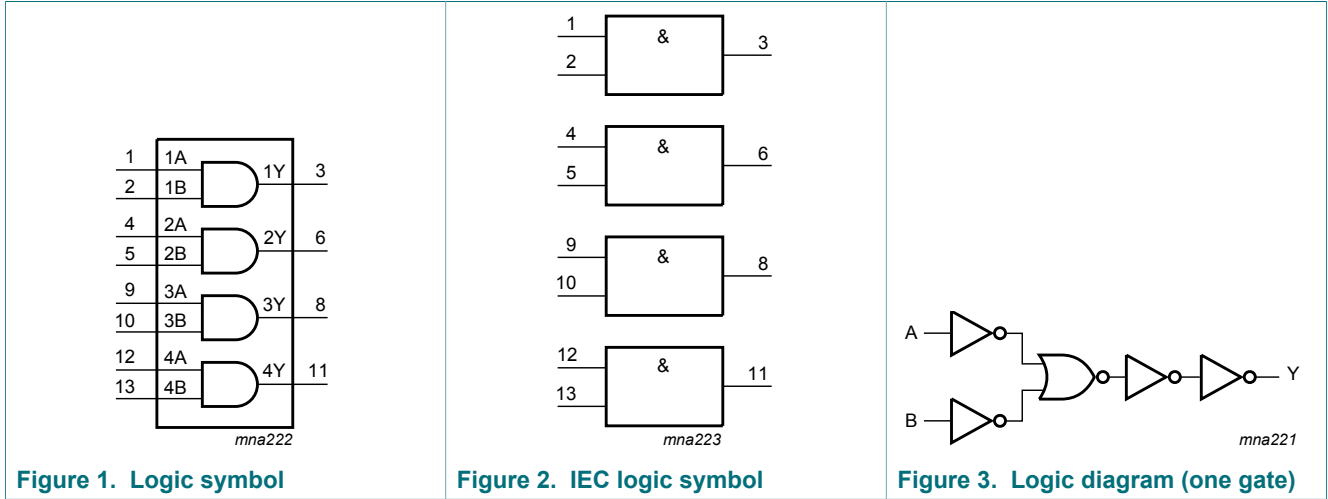 1 1A 1Y 3
2 1B
4 2A 2Y 6
5 2B
9 3A 3Y 8
10 3B
12 4A 4Y 11
13 4B
mna222
Figure 1. Logic symbol
1 & 3
2
4 & 6
5
9 & 8
10
12 & 11
13
mna223
Figure 2. IEC logic symbol
A
Y
B
mna221
Figure 3. Logic diagram (one gate)